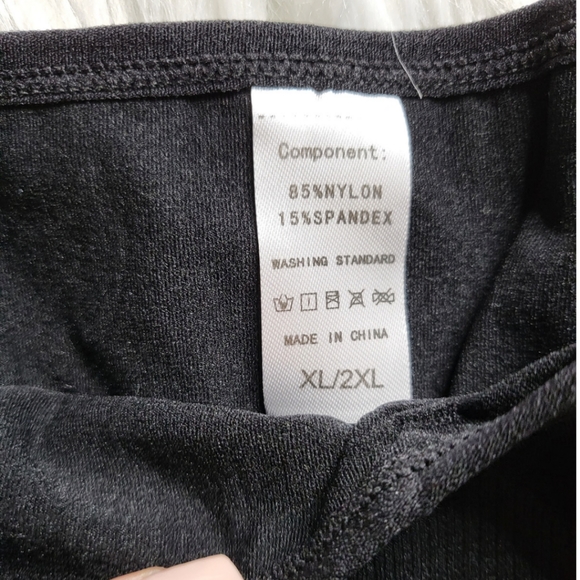 Component:
85%NYLON
15%SPANDEX
WASHING STANDARD
MADE IN CHINA
XL/2XL